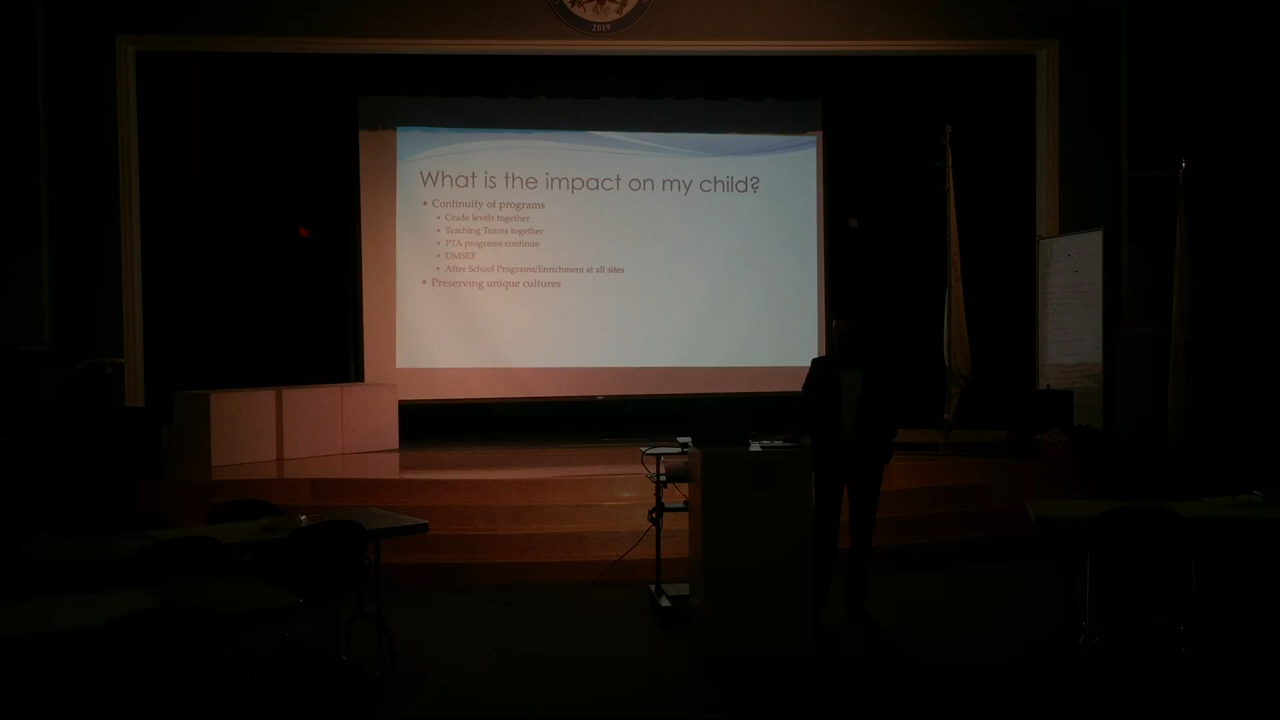 2019
What is the impact on my child?
• Continuity of programs
• Grade levels together
• Teaching Teams together
• PTA programs continue
• DMSEF
• After School Programs/Enrichment at all sites
• Preserving unique cultures